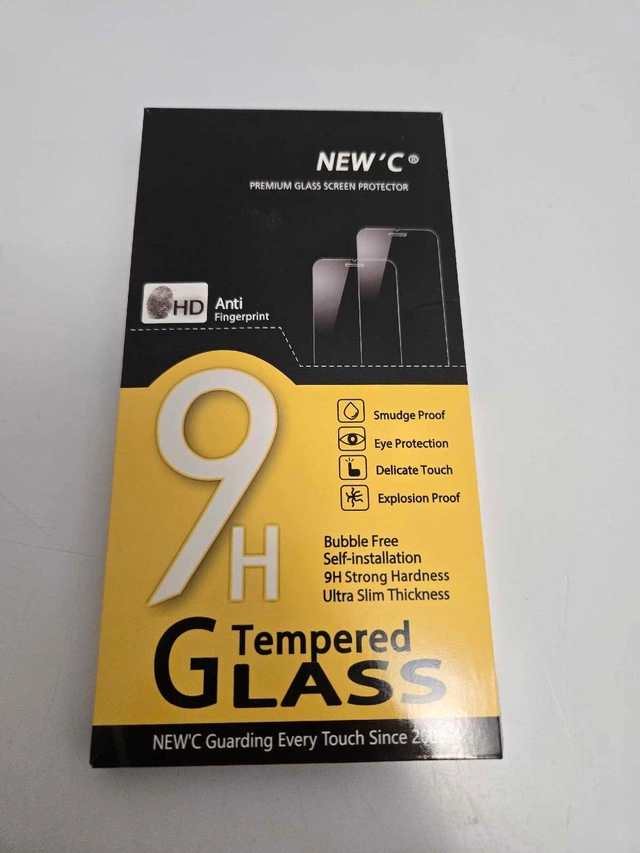 NEW'C®
PREMIUM GLASS SCREEN PROTECTOR
HD
Anti
Fingerprint
9H
Smudge Proof
Eye Protection
Delicate Touch
Explosion Proof
Bubble Free
Self-installation
9H Strong Hardness
Ultra Slim Thickness
Tempered
GLASS
NEW'C Guarding Every Touch Since